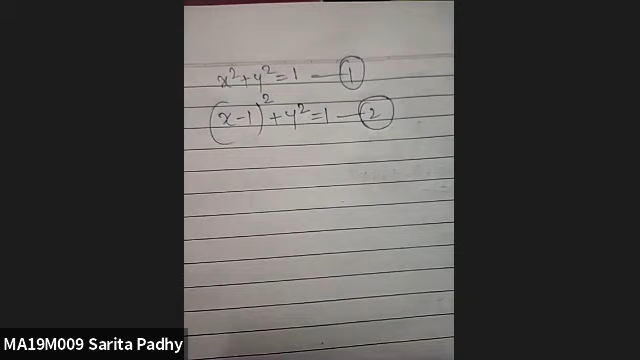 x² + y² = 1 — ①
(x - 1)² + y² = 1 — ②
MA19M009 Sarita Padhy